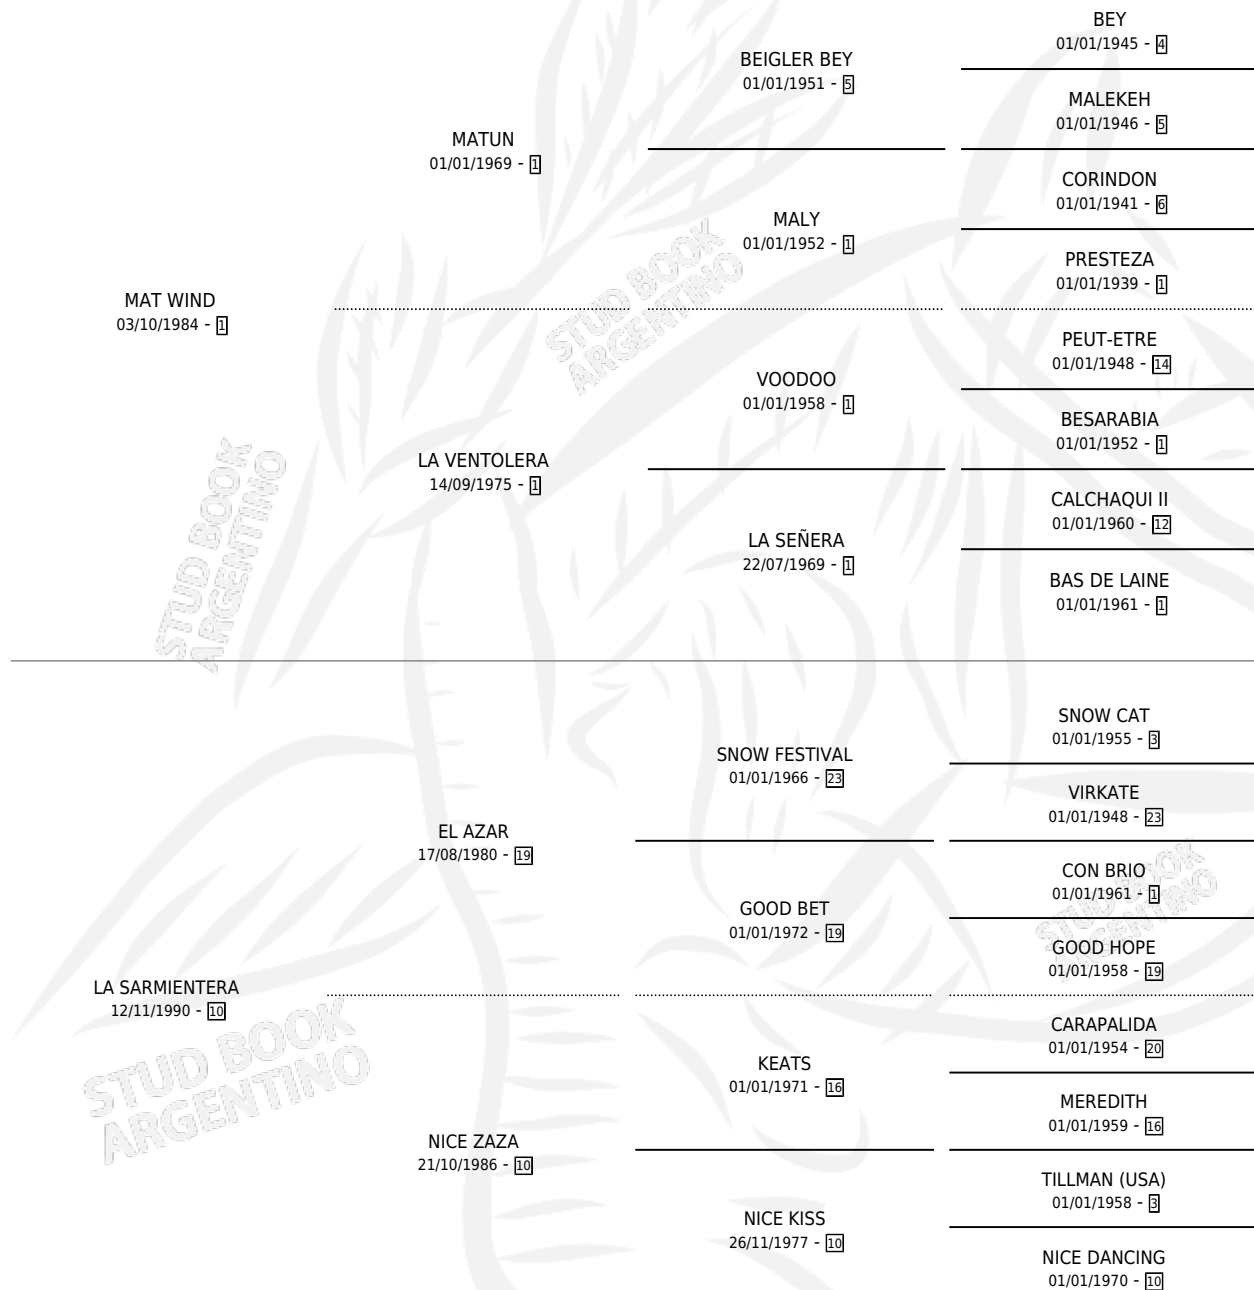 BEY
01/01/1945 - 4
BEIGLER BEY
01/01/1951 - 5
MALEKEH
01/01/1946 - 5
MATUN
01/01/1969 - 1
CORINDON
01/01/1941 - 6
MALY
01/01/1952 - 1
PRESTEZA
01/01/1939 - 1
MAT WIND
03/10/1984 - 1
PEUT-ETRE
01/01/1948 - 14
VOODOO
01/01/1958 - 1
BESARABIA
01/01/1952 - 1
LA VENTOLERA
14/09/1975 - 1
CALCHAQUI II
01/01/1960 - 12
LA SEÑERA
22/07/1969 - 1
BAS DE LAINE
01/01/1961 - 1
STUD BOOK
ARGENTINO
STUD BOOK
ARGENTINO
SNOW CAT
01/01/1955 - 3
SNOW FESTIVAL
01/01/1966 - 23
VIRKATE
01/01/1948 - 23
EL AZAR
17/08/1980 - 19
CON BRIO
01/01/1961 - 1
GOOD BET
01/01/1972 - 19
GOOD HOPE
01/01/1958 - 19
LA SARMIENTERA
12/11/1990 - 10
CARAPALIDA
01/01/1954 - 20
KEATS
01/01/1971 - 16
MEREDITH
01/01/1959 - 16
NICE ZAZA
21/10/1986 - 10
TILLMAN (USA)
01/01/1958 - 3
NICE KISS
26/11/1977 - 10
NICE DANCING
01/01/1970 - 10
STUD BOOK
ARGENTINO
STUD BOOK
ARGENTINO